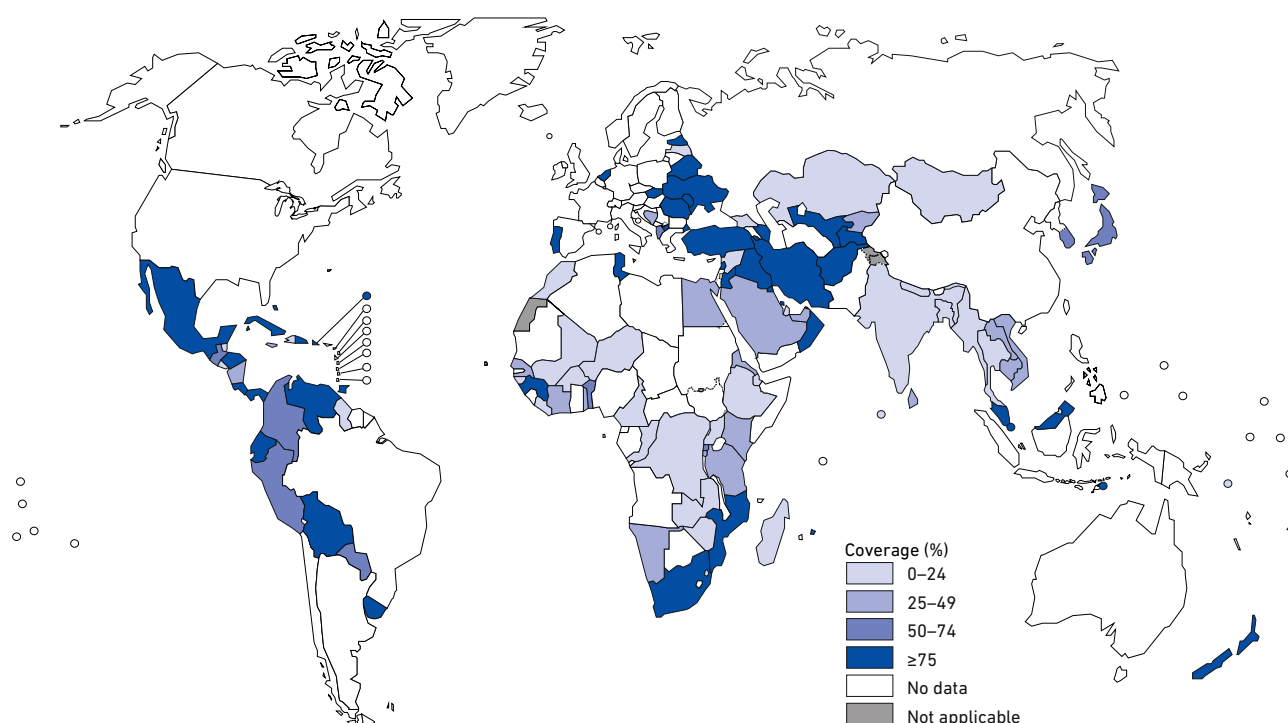 Coverage (%)
0–24
25–49
50–74
≥75
No data
Not applicable